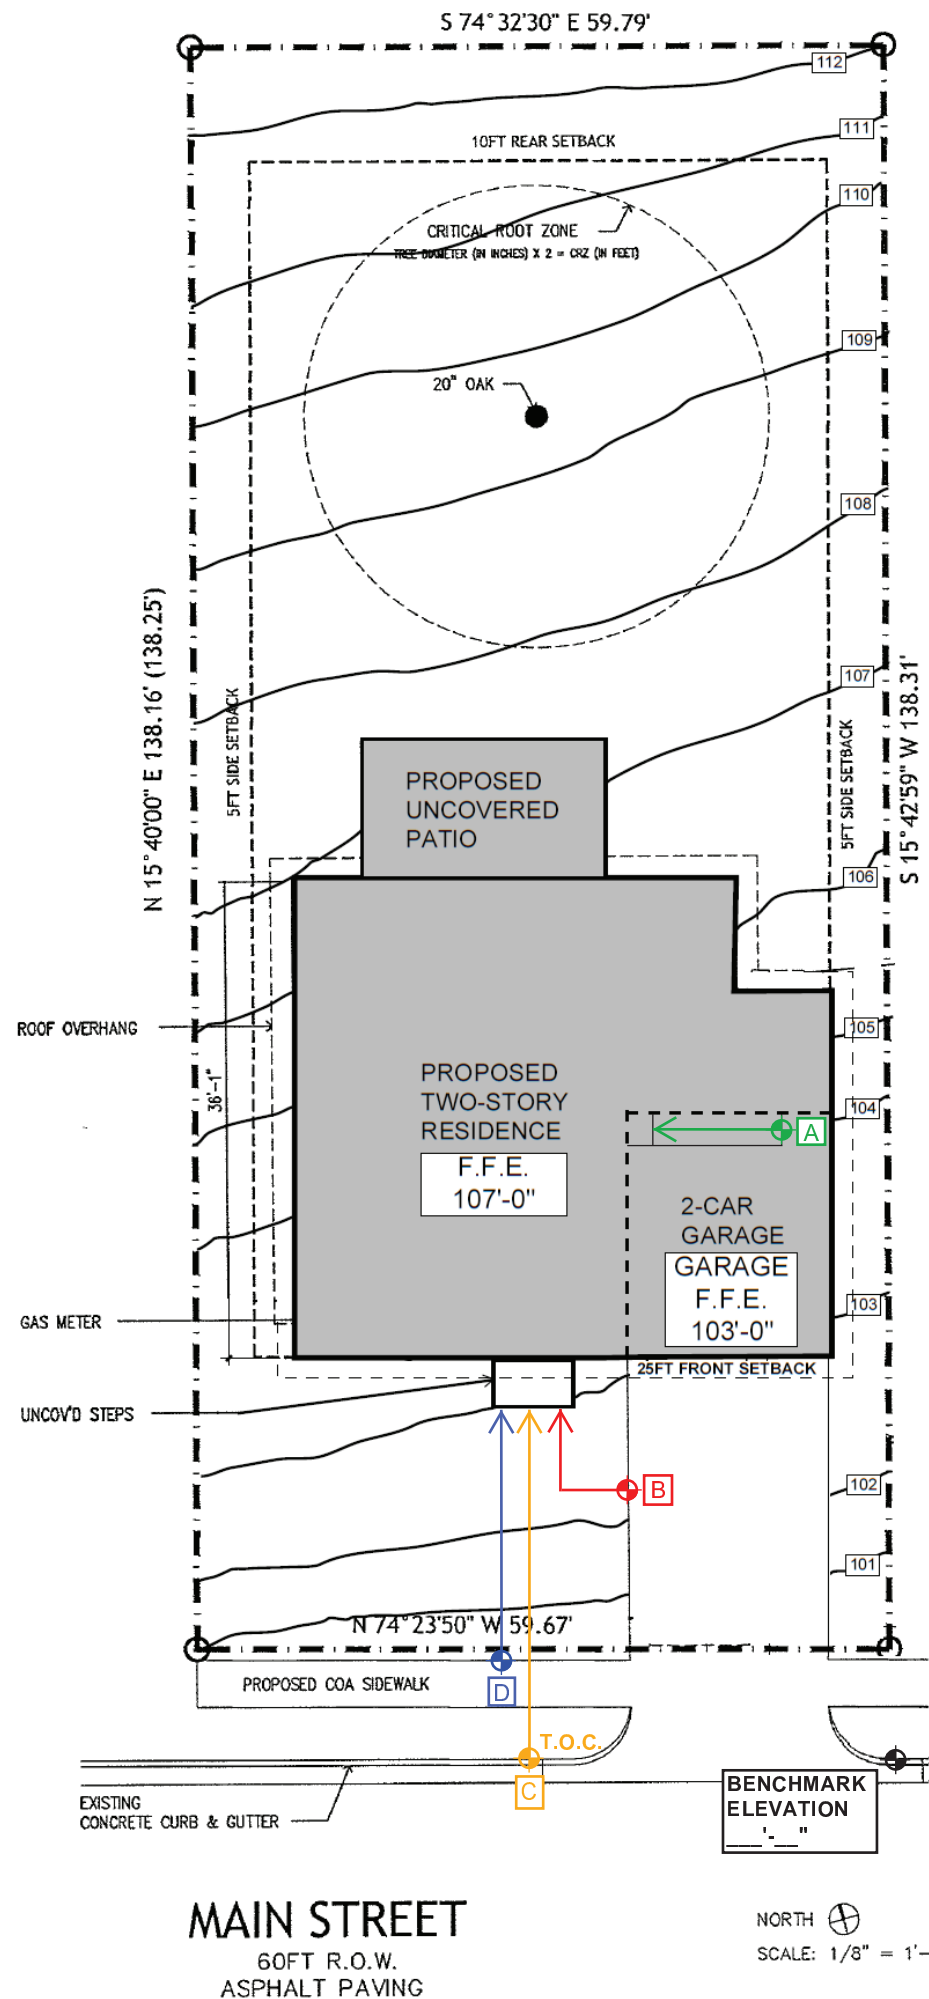 S 74°32'30" E 59.79'
112
111
10FT REAR SETBACK
110
CRITICAL ROOT ZONE
TREE DIAMETER (IN INCHES) X 2 = CRZ (IN FEET)
109
20" OAK
108
N 15°40'00" E 138.16' (138.25')
S 15°42'59" W 138.31'
107
5FT SIDE SETBACK
5FT SIDE SETBACK
PROPOSED
UNCOVERED
PATIO
106
ROOF OVERHANG
105
36'-1"
PROPOSED
TWO-STORY
RESIDENCE
104
A
F.F.E.
107'-0"
2-CAR
GARAGE
GARAGE
F.F.E.
103'-0"
103
GAS METER
25FT FRONT SETBACK
UNCOV'D STEPS
102
B
101
N 74°23'50" W 59.67'
PROPOSED COA SIDEWALK
D
T.O.C.
C
BENCHMARK
ELEVATION
___'-__"
EXISTING
CONCRETE CURB & GUTTER
MAIN STREET
60FT R.O.W.
ASPHALT PAVING
NORTH
SCALE: 1/8" = 1'-